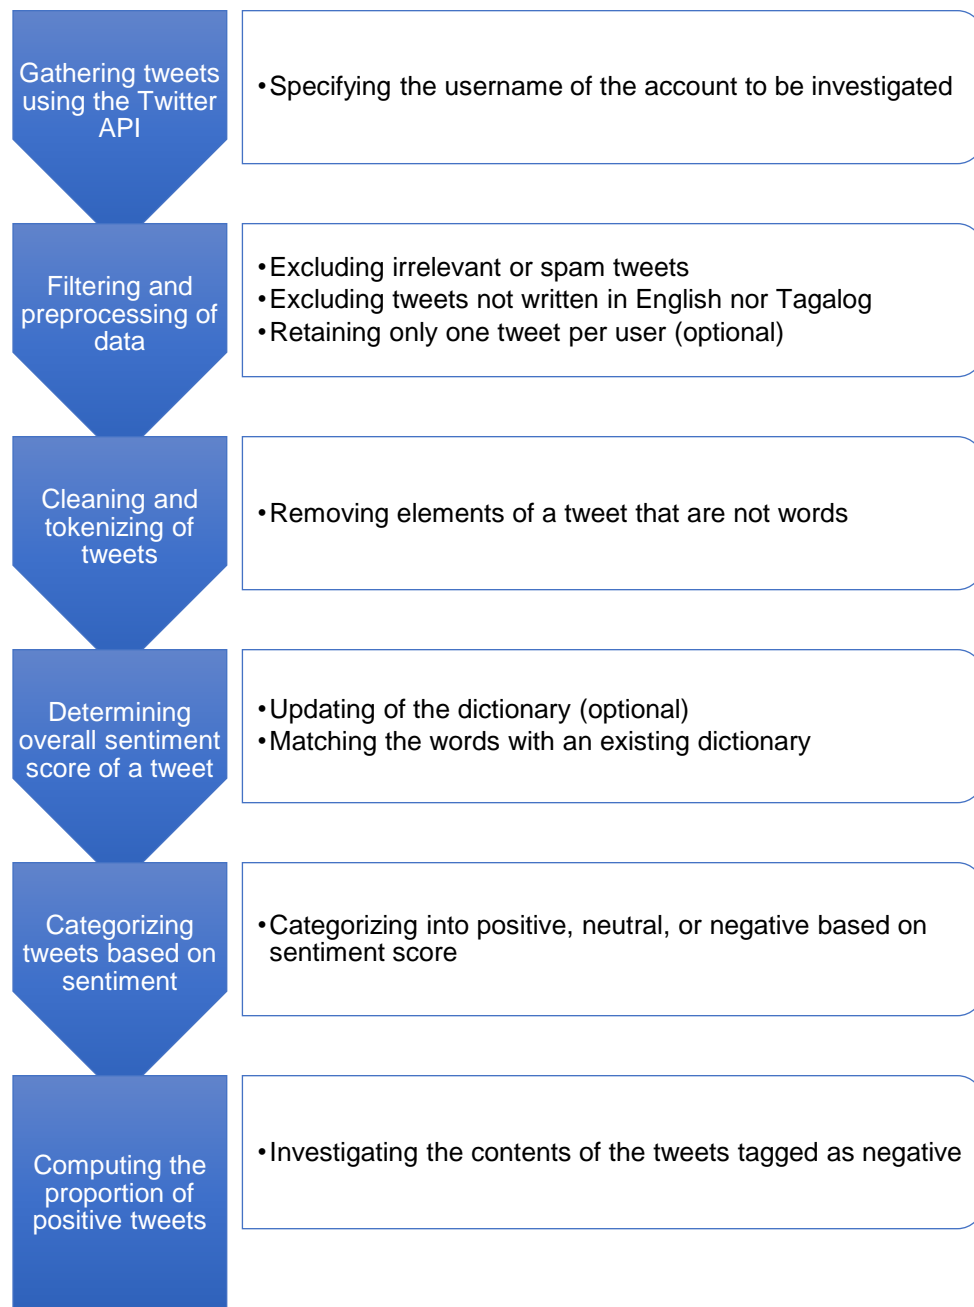 Gathering tweets
using the Twitter
API
•Specifying the username of the account to be investigated
Filtering and
preprocessing of
data
•Excluding irrelevant or spam tweets
•Excluding tweets not written in English nor Tagalog
•Retaining only one tweet per user (optional)
Cleaning and
tokenizing of
tweets
•Removing elements of a tweet that are not words
Determining
overall sentiment
score of a tweet
•Updating of the dictionary (optional)
•Matching the words with an existing dictionary
Categorizing
tweets based on
sentiment
•Categorizing into positive, neutral, or negative based on
sentiment score
Computing the
proportion of
positive tweets
•Investigating the contents of the tweets tagged as negative